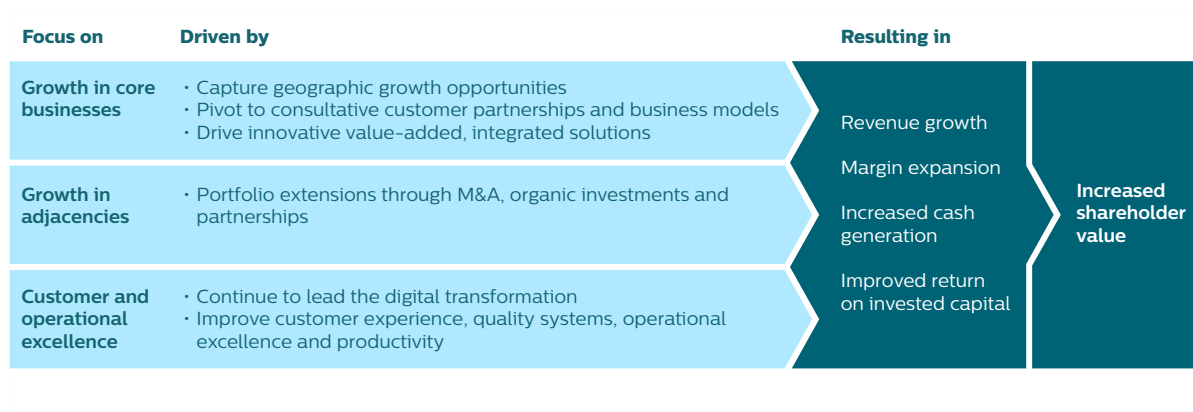 Focus on
Driven by
Resulting in
Growth in core
businesses
· Capture geographic growth opportunities
· Pivot to consultative customer partnerships and business models
· Drive innovative value-added, integrated solutions
Growth in
adjacencies
· Portfolio extensions through M&A, organic investments and
partnerships
Customer and
operational
excellence
· Continue to lead the digital transformation
· Improve customer experience, quality systems, operational
excellence and productivity
Revenue growth
Margin expansion
Increased cash
generation
Improved return
on invested capital
Increased
shareholder
value